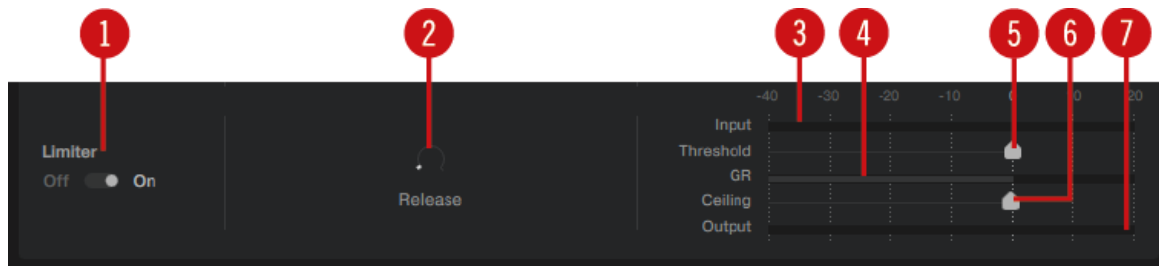 1 2 3 4 5 6 7
-40 -30 -20 -10 20
Input
Limiter
Threshold
Off On
GR
Release
Ceiling
Output